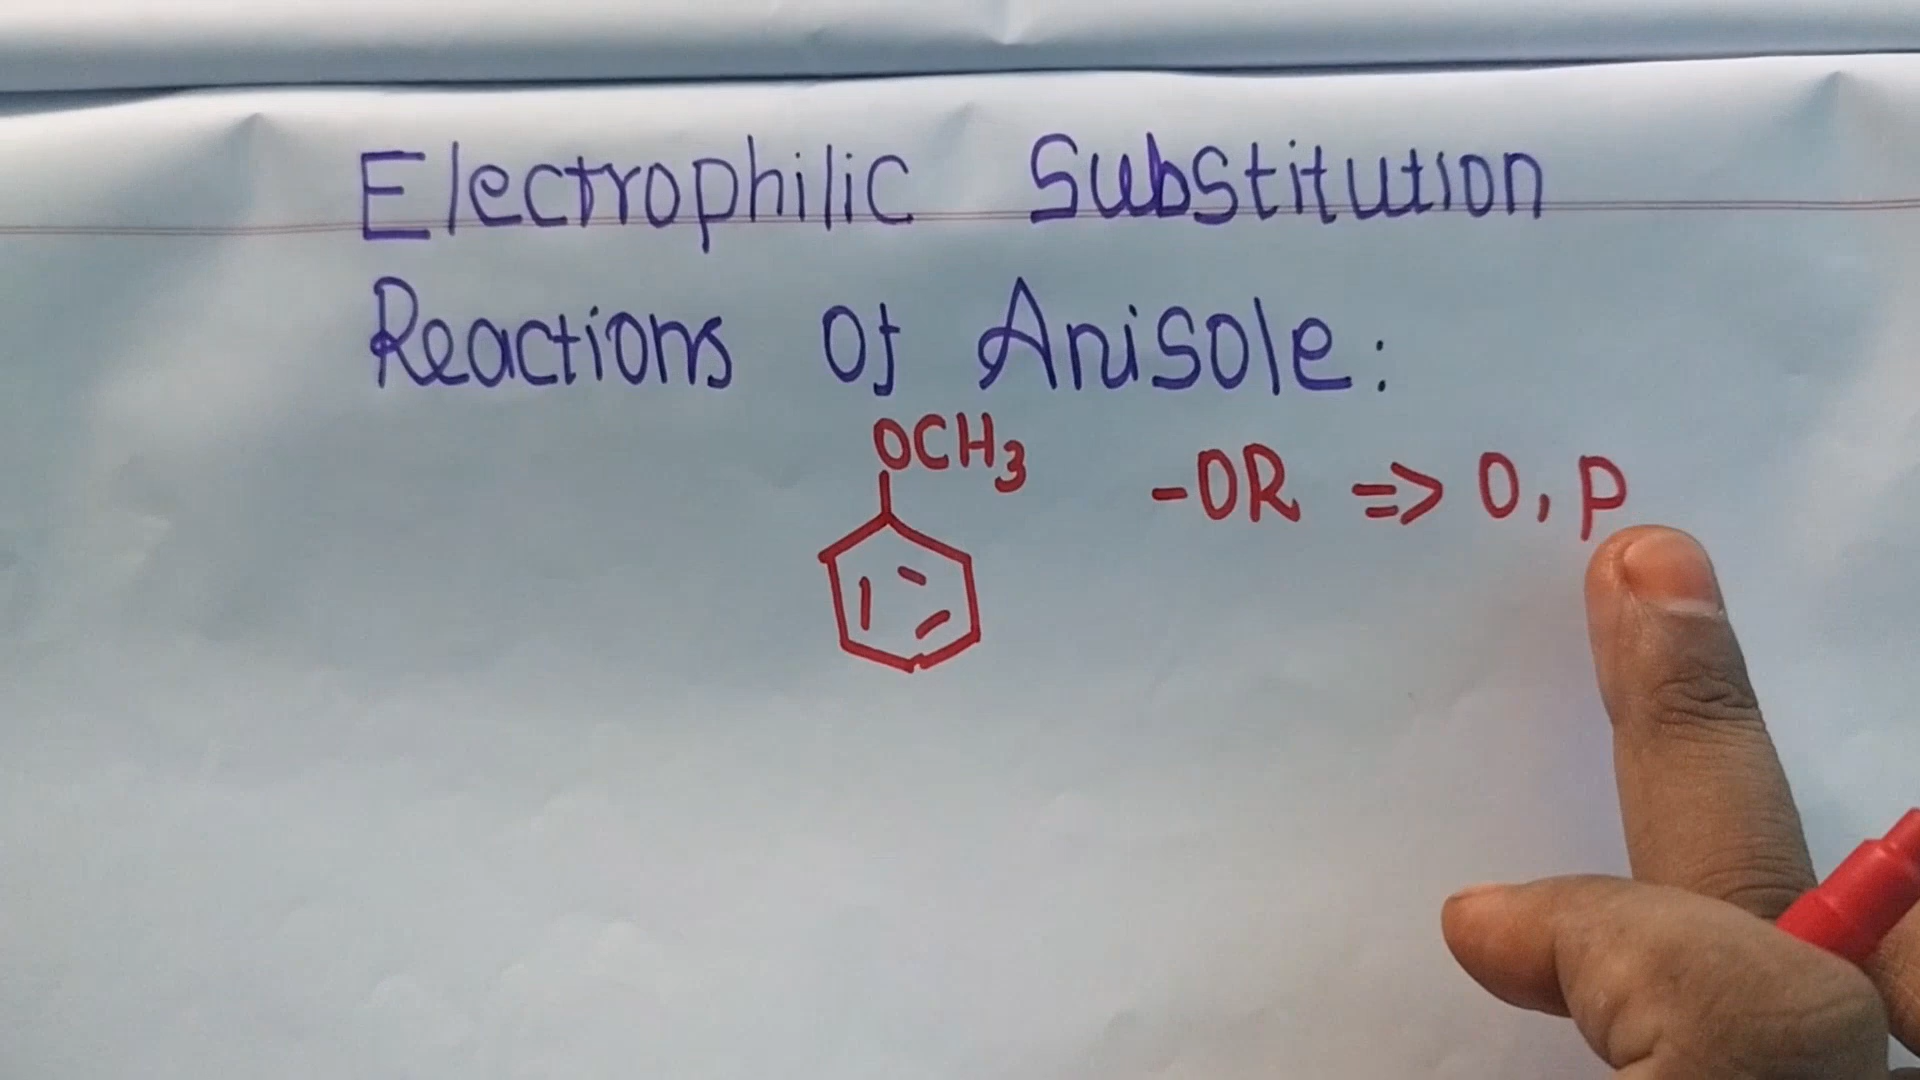 Electrophilic Substitution
Reactions of Anisole:
OCH3
-OR => O, P